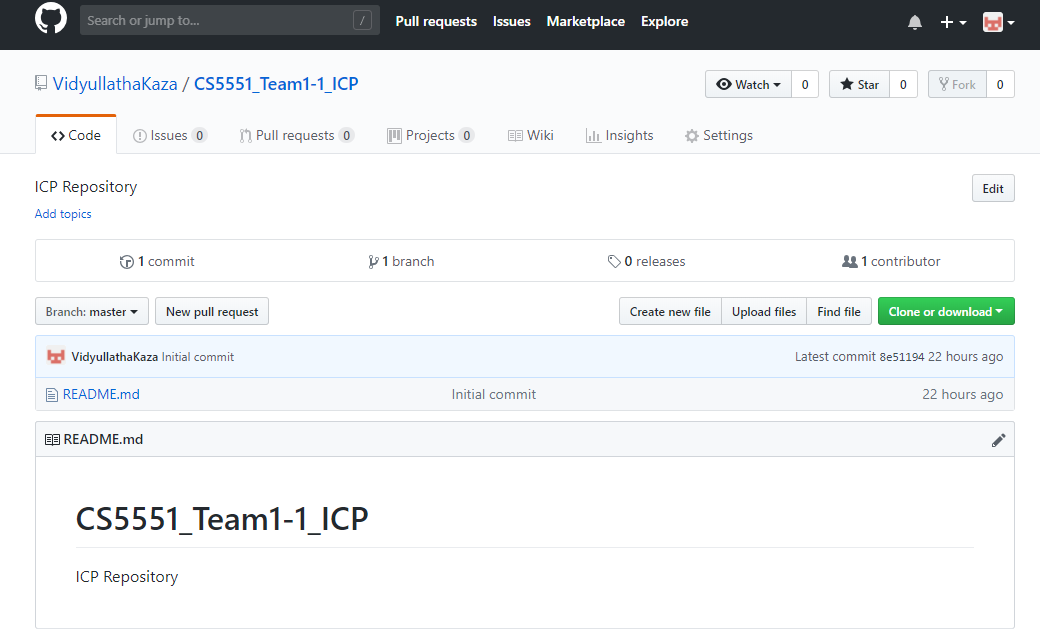 Search or jump to... / Pull requests Issues Marketplace Explore
VidyullathaKaza / CS5551_Team1-1_ICP Watch 0 Star 0 Fork 0
Code Issues 0 Pull requests 0 Projects 0 Wiki Insights Settings
ICP Repository Edit
Add topics
1 commit 1 branch 0 releases 1 contributor
Branch: master New pull request Create new file Upload files Find file Clone or download
VidyullathaKaza Initial commit Latest commit 8e51194 22 hours ago
README.md Initial commit 22 hours ago
README.md
CS5551_Team1-1_ICP
ICP Repository